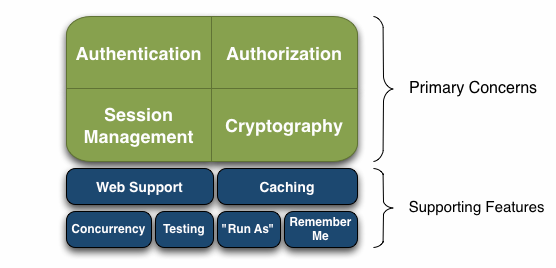 Authentication
Authorization
Primary Concerns
Session
Management
Cryptography
Web Support
Caching
Supporting Features
Concurrency
Testing
"Run As"
Remember
Me